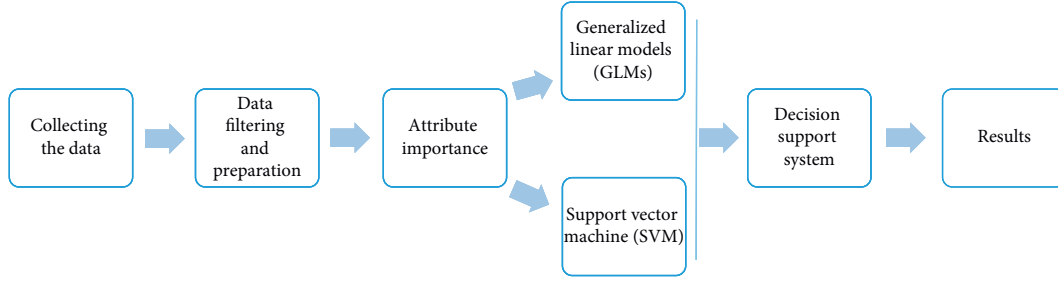 Collecting
the data
Data
filtering
and
preparation
Attribute
importance
Generalized
linear models
(GLMs)
Support vector
machine (SVM)
Decision
support
system
Results